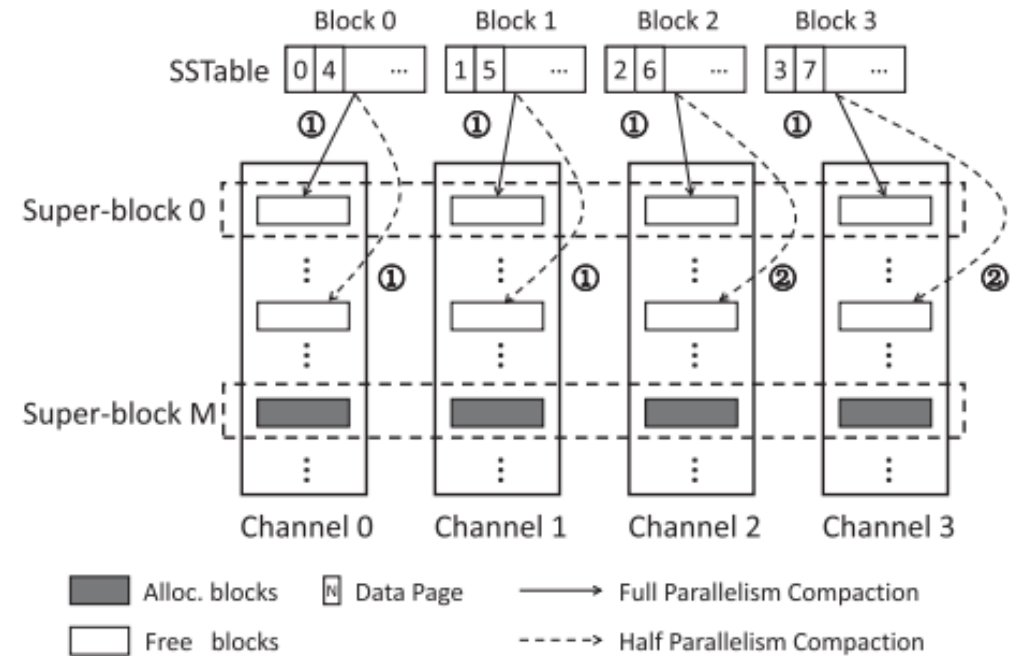 Block 0 Block 1 Block 2 Block 3
SSTable 0 4 ... 1 5 ... 2 6 ... 3 7 ...
① ① ① ①
Super-block 0
① ① ② ②
Super-block M
Channel 0 Channel 1 Channel 2 Channel 3
Alloc. blocks N Data Page Full Parallelism Compaction
Free blocks Half Parallelism Compaction